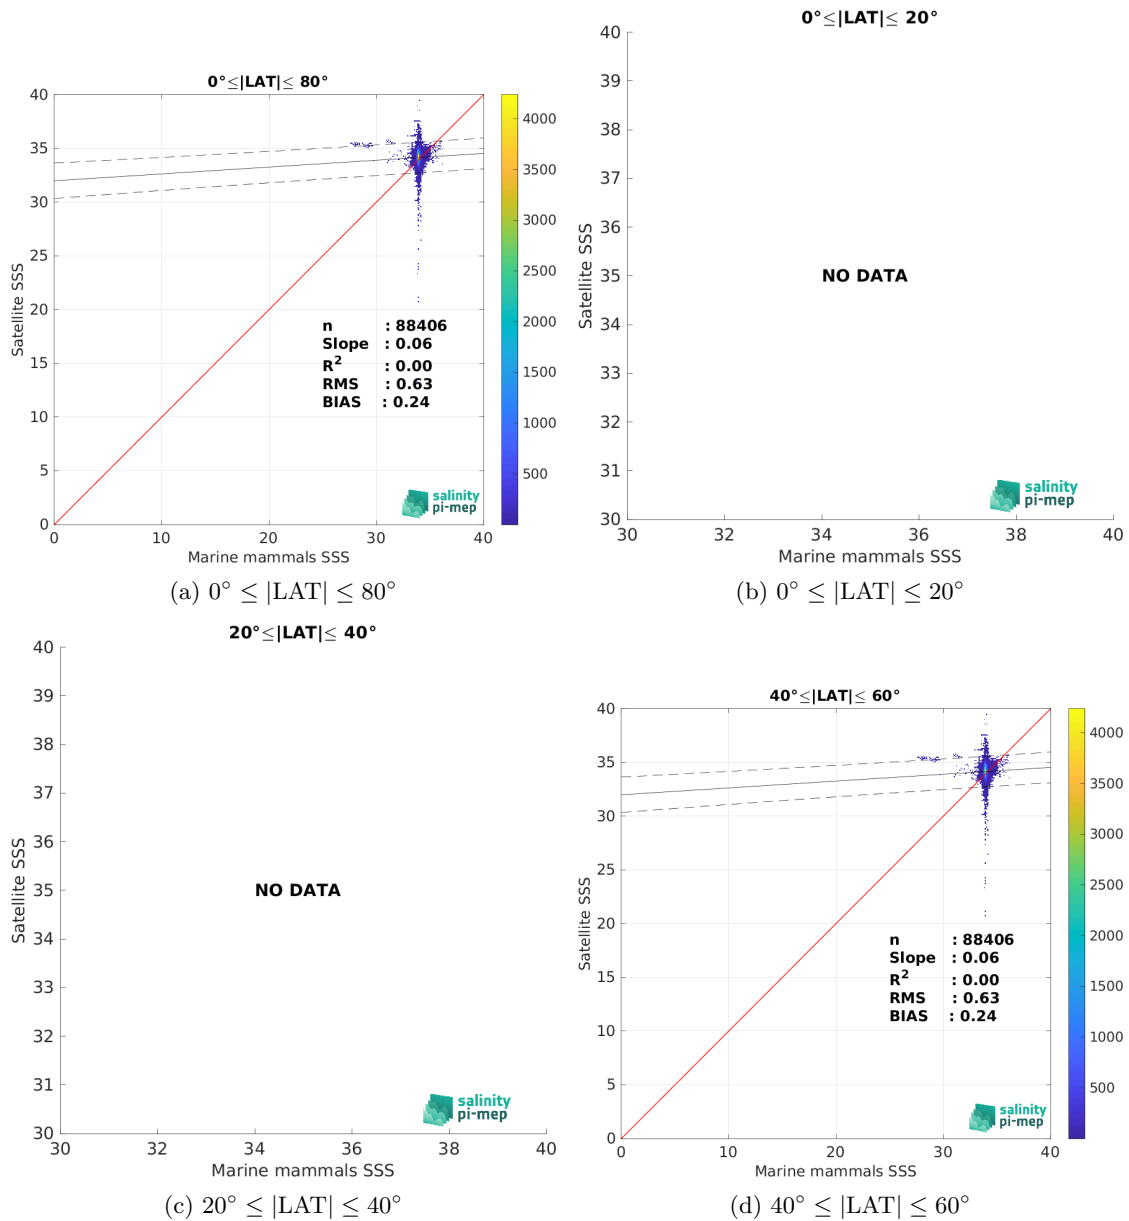 0°≤|LAT|≤ 80°
40
35
30
25
20
15
10
5
0
Satellite SSS
n : 88406
Slope : 0.06
R² : 0.00
RMS : 0.63
BIAS : 0.24
salinity
pi-mep
0 10 20 30 40
Marine mammals SSS
4000
3500
3000
2500
2000
1500
1000
500
(a) 0° ≤ |LAT| ≤ 80°
0°≤|LAT|≤ 20°
40
39
38
37
36
35
34
33
32
31
30
Satellite SSS
NO DATA
salinity
pi-mep
30 32 34 36 38 40
Marine mammals SSS
(b) 0° ≤ |LAT| ≤ 20°
20°≤|LAT|≤ 40°
40
39
38
37
36
35
34
33
32
31
30
Satellite SSS
NO DATA
salinity
pi-mep
30 32 34 36 38 40
Marine mammals SSS
(c) 20° ≤ |LAT| ≤ 40°
40°≤|LAT|≤ 60°
40
35
30
25
20
15
10
5
0
Satellite SSS
n : 88406
Slope : 0.06
R² : 0.00
RMS : 0.63
BIAS : 0.24
salinity
pi-mep
0 10 20 30 40
Marine mammals SSS
4000
3500
3000
2500
2000
1500
1000
500
(d) 40° ≤ |LAT| ≤ 60°